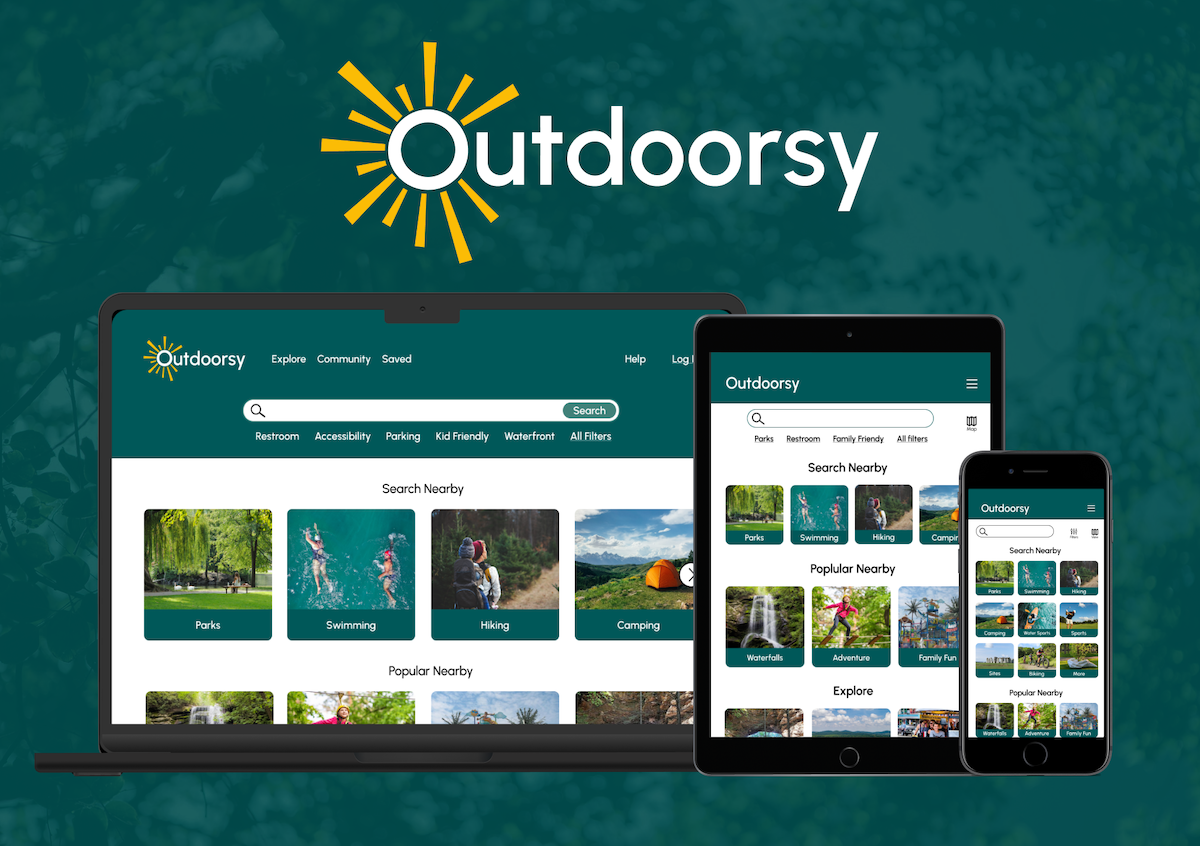 Outdoorsy
Outdoorsy Explore Community Saved Help Log
Search
Restroom Accessibility Parking Kid Friendly Waterfront All Filters
Search Nearby
Parks Swimming Hiking Camping
Popular Nearby
Outdoorsy
Map
Parks Restroom Family Friendy All filters
Search Nearby
Parks Swimming Hiking Campin
Poplular Nearby
Waterfalls Adventure Family Fun
Explore
Outdoorsy
Search Nearby
Parks Swimming Hiking
Camping Water Sports Sports
Sites Biking More
Popular Nearby
Waterfalls Adventure Family Fun